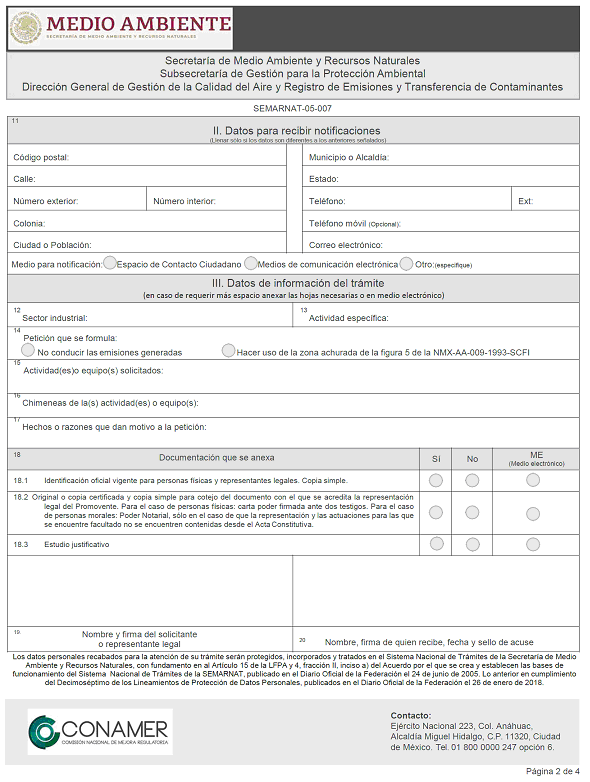 MEDIO AMBIENTE
SECRETARÍA DE MEDIO AMBIENTE Y RECURSOS NATURALES
Secretaría de Medio Ambiente y Recursos Naturales
Subsecretaría de Gestión para la Protección Ambiental
Dirección General de Gestión de la Calidad del Aire y Registro de Emisiones y Transferencia de Contaminantes
SEMARNAT-05-007
11
II. Datos para recibir notificaciones
(Llenar sólo si los datos son diferentes a los anteriores señalados)
Código postal:
Municipio o Alcaldía:
Calle:
Estado:
Número exterior:
Número interior:
Teléfono:
Ext:
Colonia:
Teléfono móvil (Opcional):
Ciudad o Población:
Correo electrónico:
Medio para notificación: Espacio de Contacto Ciudadano Medios de comunicación electrónica Otro:(especifique)
III. Datos de información del trámite
(en caso de requerir más espacio anexar las hojas necesarias o en medio electrónico)
12 Sector industrial:
13 Actividad específica:
14 Petición que se formula:
No conducir las emisiones generadas Hacer uso de la zona achurada de la figura 5 de la NMX-AA-009-1993-SCFI
15 Actividad(es)o equipo(s) solicitados:
16 Chimeneas de la(s) actividad(es) o equipo(s):
17 Hechos o razones que dan motivo a la petición:
18 Documentación que se anexa Sí No ME
(Medio electrónico)
18.1 Identificación oficial vigente para personas físicas y representantes legales. Copia simple.
18.2 Original o copia certificada y copia simple para cotejo del documento con el que se acredita la representación
legal del Promovente. Para el caso de personas físicas: carta poder firmada ante dos testigos. Para el caso
de personas morales: Poder Notarial, sólo en el caso de que la representación y las actuaciones para las que
se encuentre facultado no se encuentren contenidas desde el Acta Constitutiva.
18.3 Estudio justificativo
19. Nombre y firma del solicitante
o representante legal
20 Nombre, firma de quien recibe, fecha y sello de acuse
Los datos personales recabados para la atención de su trámite serán protegidos, incorporados y tratados en el Sistema Nacional de Trámites de la Secretaría de Medio
Ambiente y Recursos Naturales, con fundamento en al Artículo 15 de la LFPA y 4, fracción II, inciso a) del Acuerdo por el que se crea y establecen las bases de
funcionamiento del Sistema Nacional de Trámites de la SEMARNAT, publicado en el Diario Oficial de la Federación el 24 de junio de 2005. Lo anterior en cumplimiento
del Decimoséptimo de los Lineamientos de Protección de Datos Personales, publicados en el Diario Oficial de la Federación el 26 de enero de 2018.
CONAMER
COMISIÓN NACIONAL DE MEJORA REGULATORIA
Contacto:
Ejército Nacional 223, Col. Anáhuac,
Alcaldía Miguel Hidalgo, C.P. 11320, Ciudad
de México. Tel. 01 800 0000 247 opción 6.
Página 2 de 4